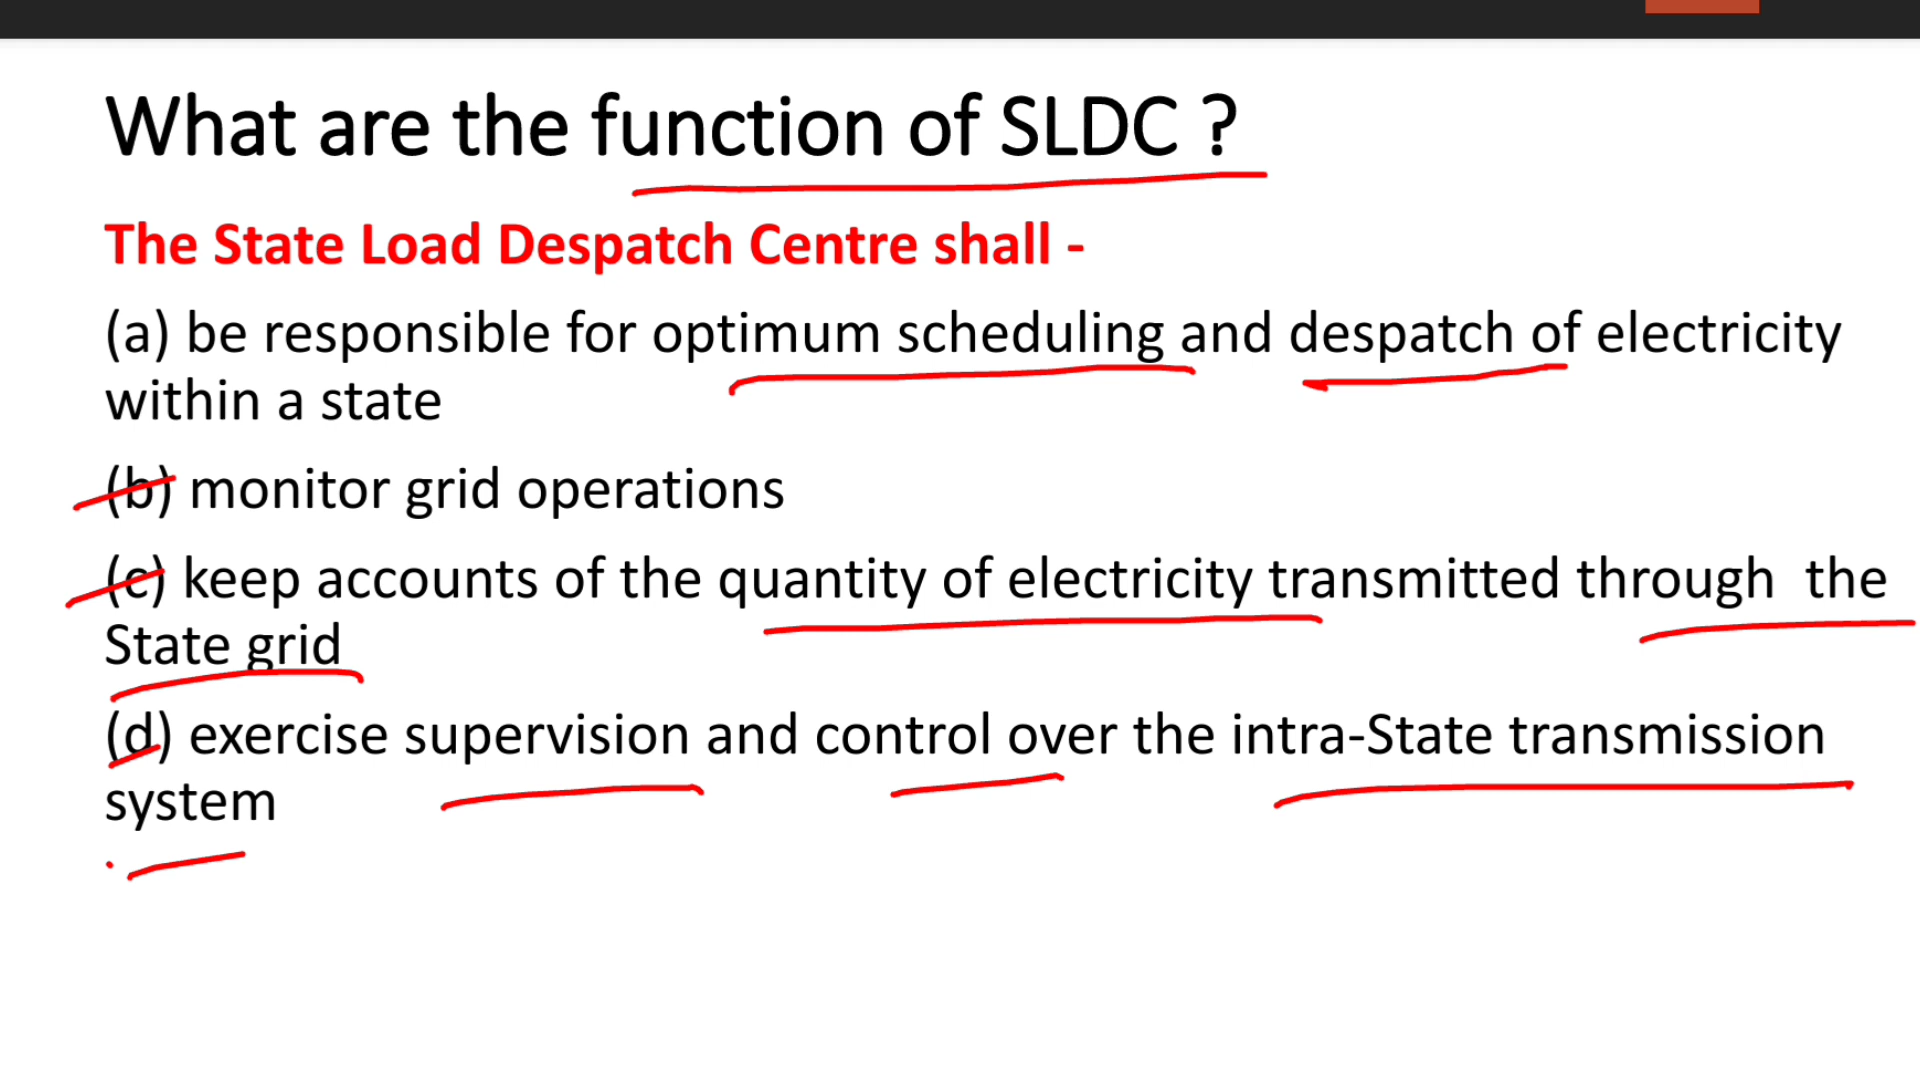 What are the function of SLDC ?
The State Load Despatch Centre shall -
(a) be responsible for optimum scheduling and despatch of electricity
within a state
(b) monitor grid operations
(c) keep accounts of the quantity of electricity transmitted through  the
State grid
(d) exercise supervision and control over the intra-State transmission
system